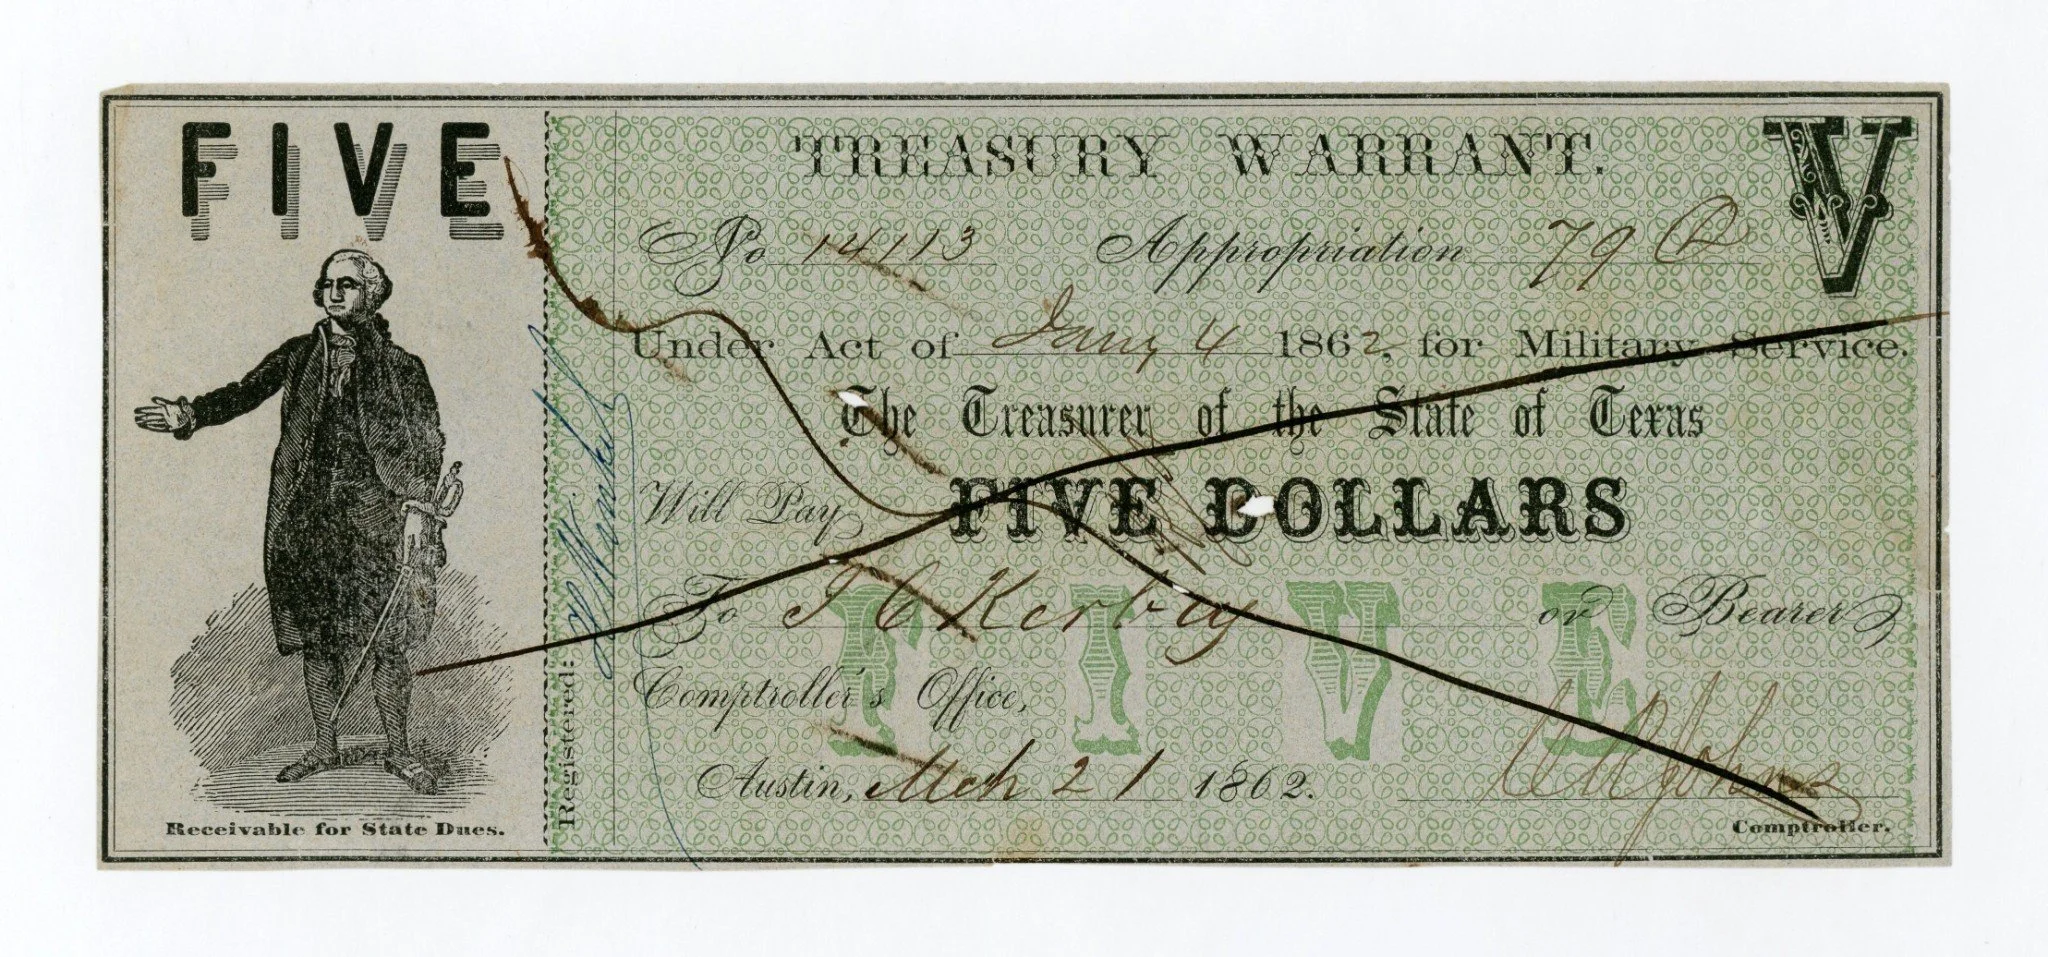 FIVE
TREASURY WARRANT.
V
No 14113 Appropriation 79
Under Act of Jany 4 1862, for Military Service.
The Treasurer of the State of Texas
Will Pay FIVE DOLLARS
To Kerbey or Bearer
FIVE
Comptroller's Office,
Austin, Mch 21 1862.
C R Johns
Comptroller.
Registered:
Receivable for State Dues.